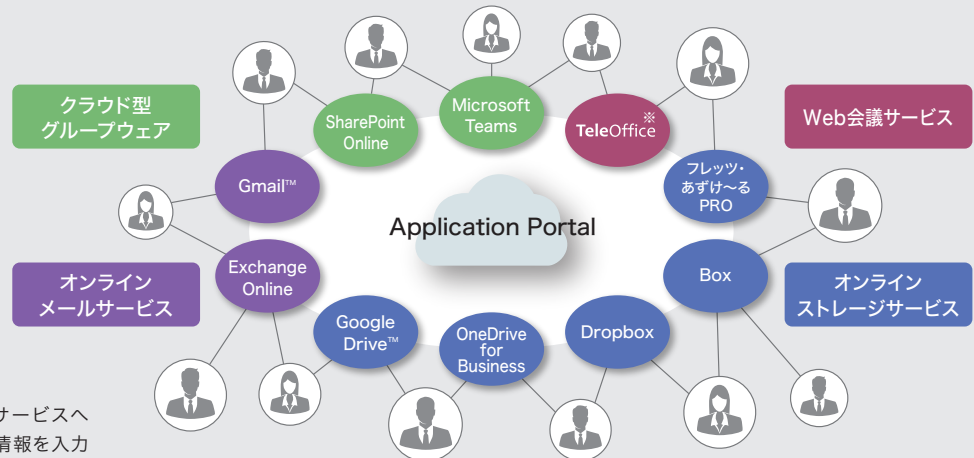 クラウド型
グループウェア
SharePoint
Online
Microsoft
Teams
TeleOffice※
Web会議サービス
Gmail™
フレッツ・
あずけ〜る
PRO
Application Portal
オンライン
メールサービス
Exchange
Online
Box
オンライン
ストレージサービス
Google
Drive™
OneDrive
for
Business
Dropbox
サービスへ
情報を入力